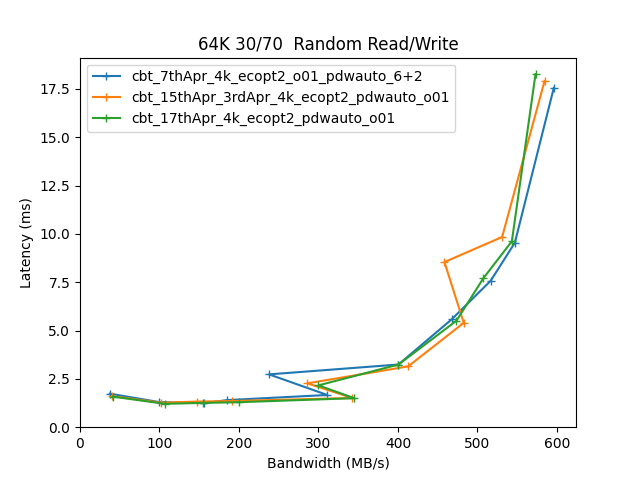 64K 30/70  Random Read/Write
cbt_7thApr_4k_ecopt2_o01_pdwauto_6+2
cbt_15thApr_3rdApr_4k_ecopt2_pdwauto_o01
cbt_17thApr_4k_ecopt2_pdwauto_o01
Latency (ms)
17.5
15.0
12.5
10.0
7.5
5.0
2.5
0.0
0 100 200 300 400 500 600
Bandwidth (MB/s)